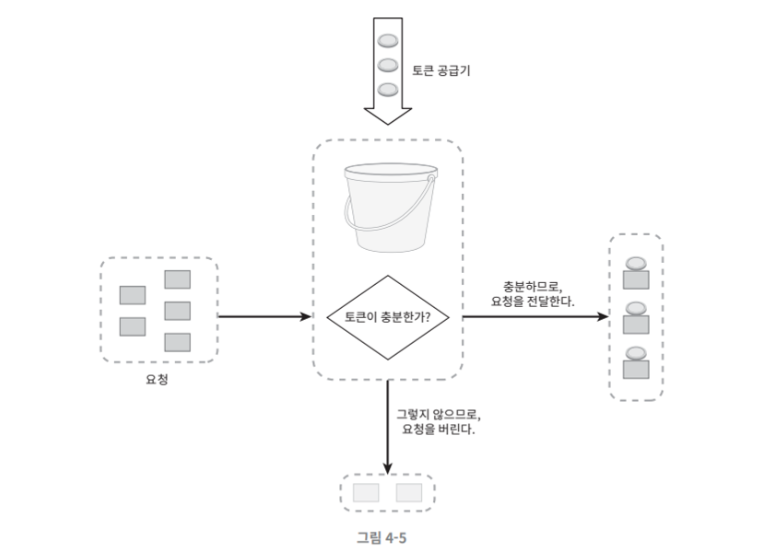 토큰 공급기
토큰이 충분한가?
충분하므로,
요청을 전달한다.
요청
그렇지 않으므로,
요청을 버린다.
그림 4-5